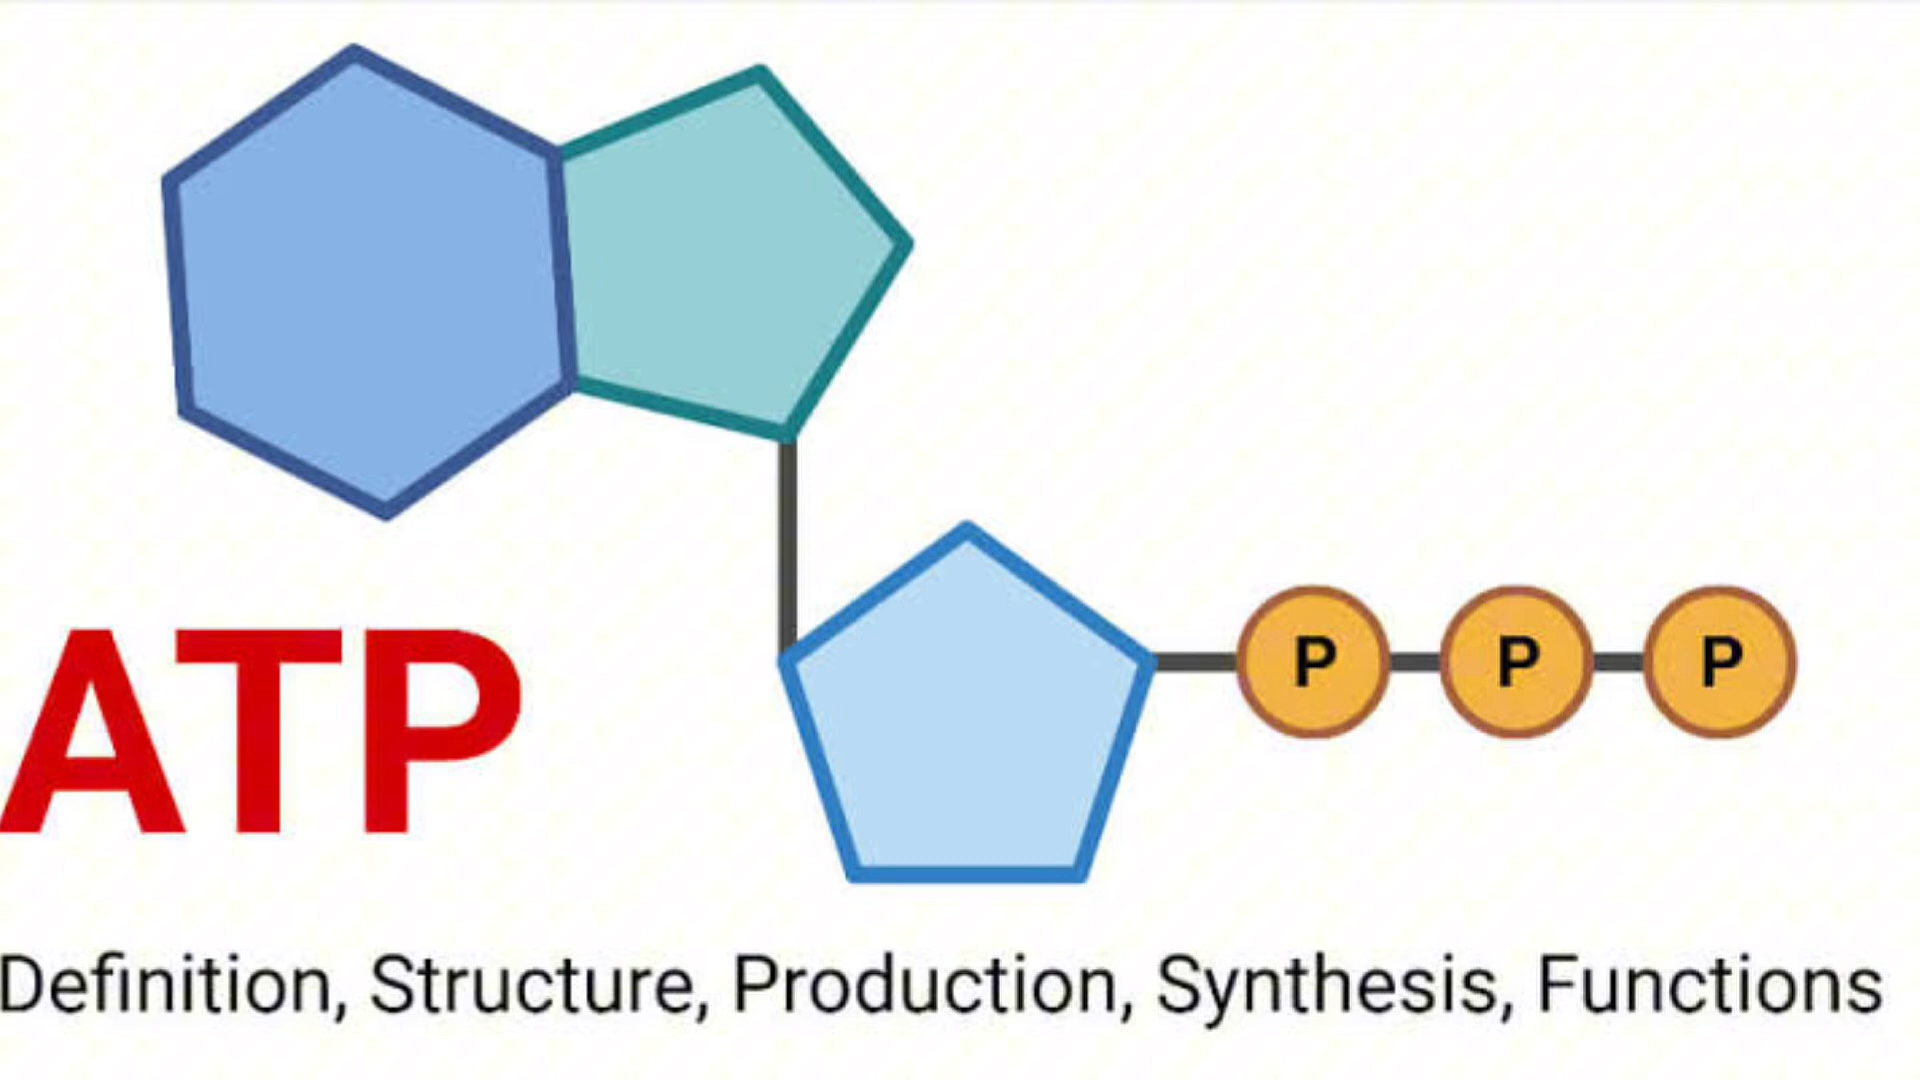 P P P
ATP
Definition, Structure, Production, Synthesis, Functions